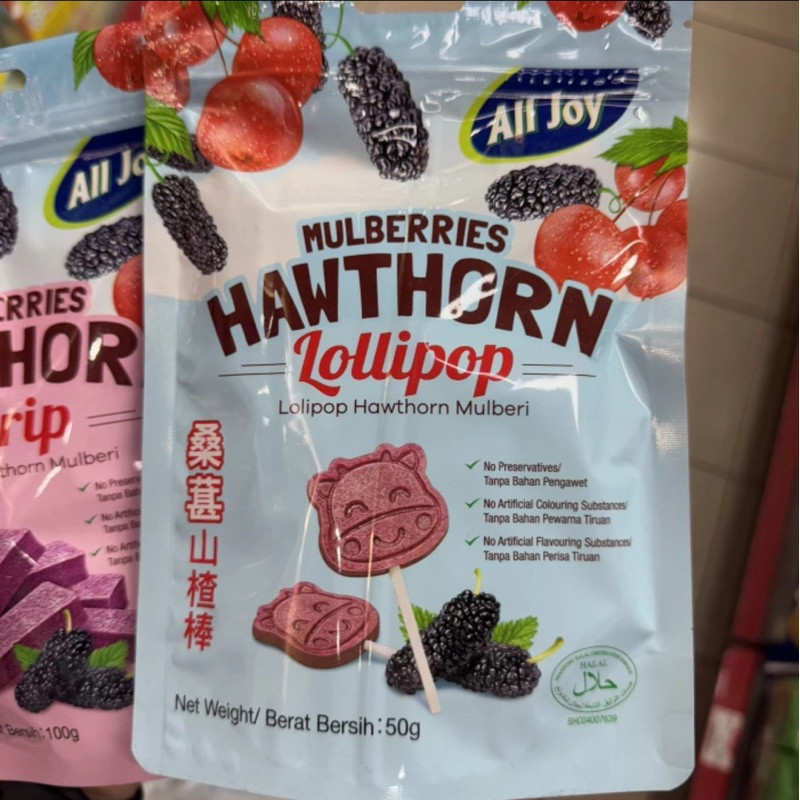 All Joy
MULBERRIES
HAWTHORN
Lollipop
Lolipop Hawthorn Mulberi
桑葚山楂棒
No Preservatives/
Tanpa Bahan Pengawet
No Artificial Colouring Substances/
Tanpa Bahan Pewarna Tiruan
No Artificial Flavouring Substances/
Tanpa Bahan Perisa Tiruan
HALAL
حلال
SHC04007639
Net Weight/ Berat Bersih:50g
All Jo
RRIES
HOR
rip
thorn Mulberi
No Preserv
Tanpa Bah
No Artific
Tanpa Ba
No Artif
Tanpa B
Bersih:100g